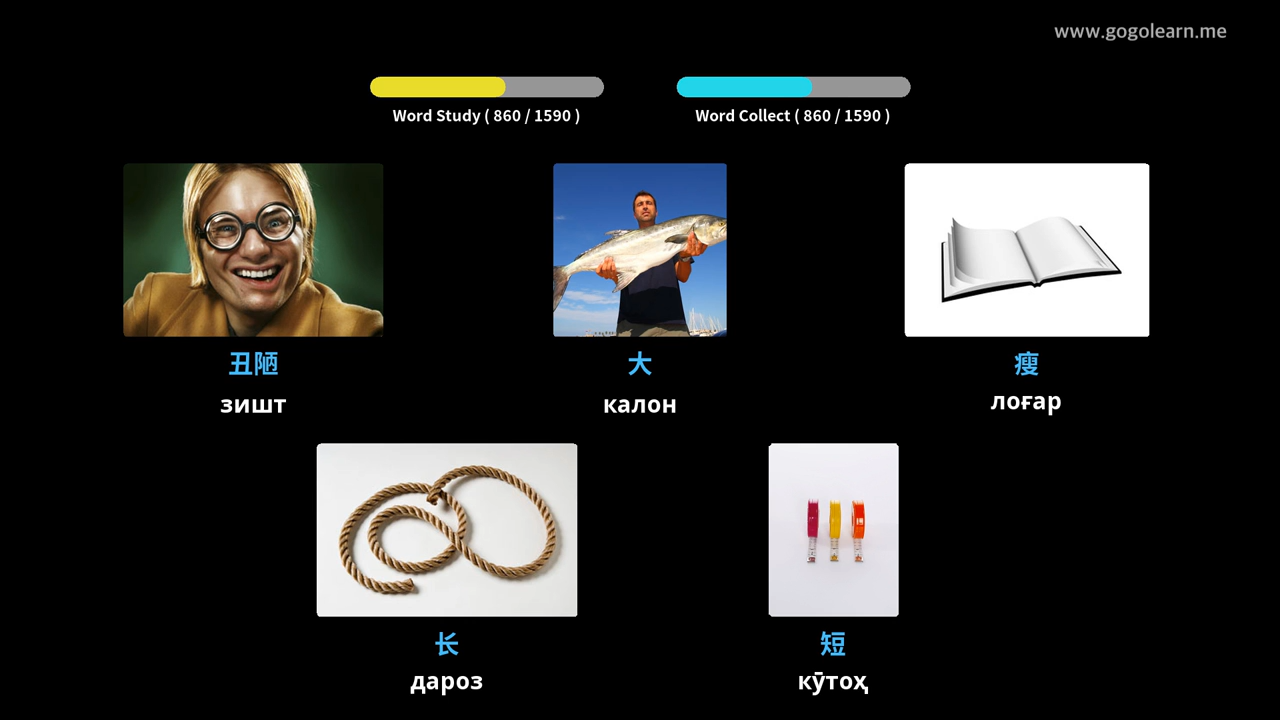 www.gogolearn.me
Word Study ( 860 / 1590 )
Word Collect ( 860 / 1590 )
丑陋
зишт
大
калон
瘦
лоғар
长
дароз
短
кӯтоҳ